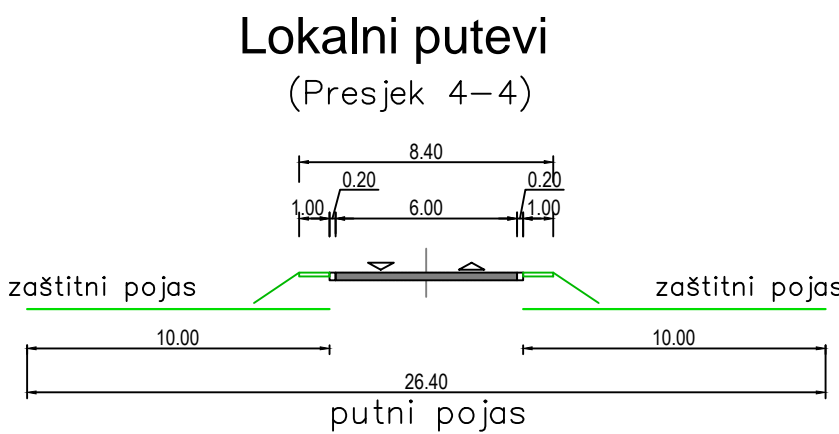 Lokalni putevi
(Presjek 4-4)
8.40
0.20 0.20
1.00 6.00 1.00
zaštitni pojas zaštitni pojas
10.00 10.00
26.40
putni pojas